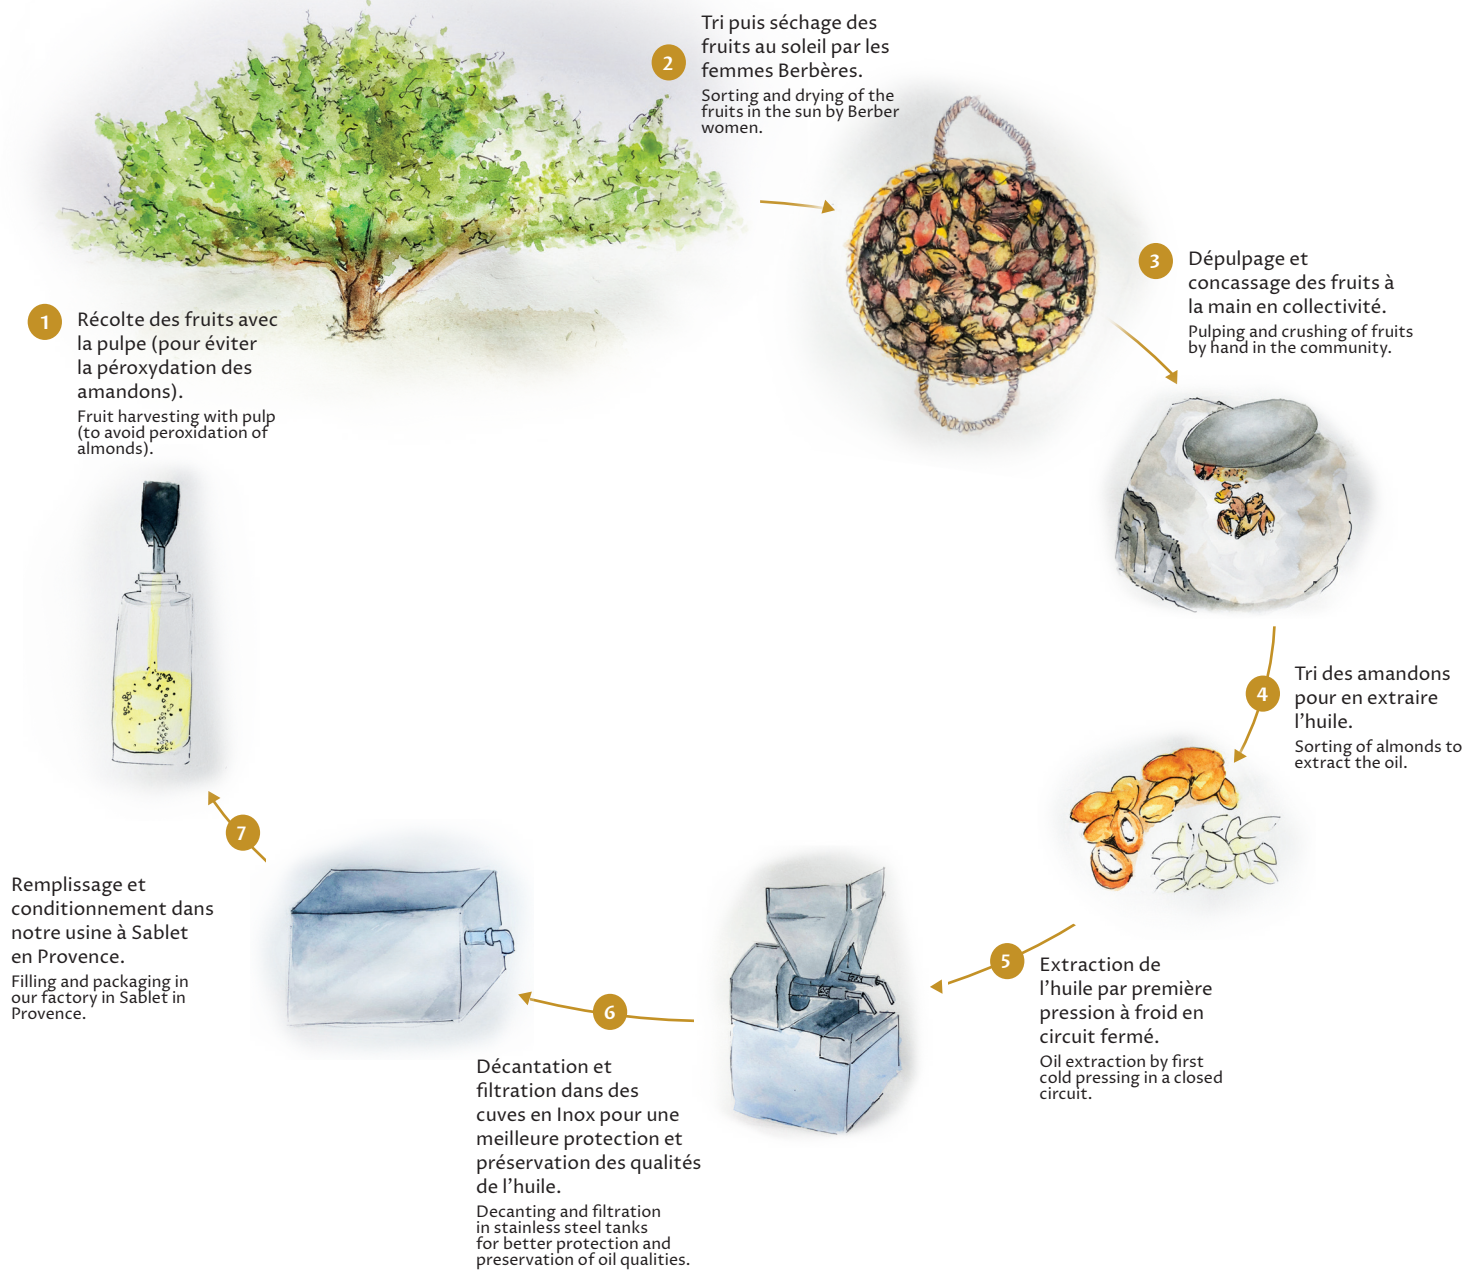 1
Récolte des fruits avec
la pulpe (pour éviter
la péroxydation des
amandons).
Fruit harvesting with pulp
(to avoid peroxidation of
almonds).
2
Tri puis séchage des
fruits au soleil par les
femmes Berbères.
Sorting and drying of the
fruits in the sun by Berber
women.
3
Dépulpage et
concassage des fruits à
la main en collectivité.
Pulping and crushing of fruits
by hand in the community.
4
Tri des amandons
pour en extraire
l'huile.
Sorting of almonds to
extract the oil.
5
Extraction de
l'huile par première
pression à froid en
circuit fermé.
Oil extraction by first
cold pressing in a closed
circuit.
6
Décantation et
filtration dans des
cuves en Inox pour une
meilleure protection et
préservation des qualités
de l'huile.
Decanting and filtration
in stainless steel tanks
for better protection and
preservation of oil qualities.
7
Remplissage et
conditionnement dans
notre usine à Sablet
en Provence.
Filling and packaging in
our factory in Sablet in
Provence.